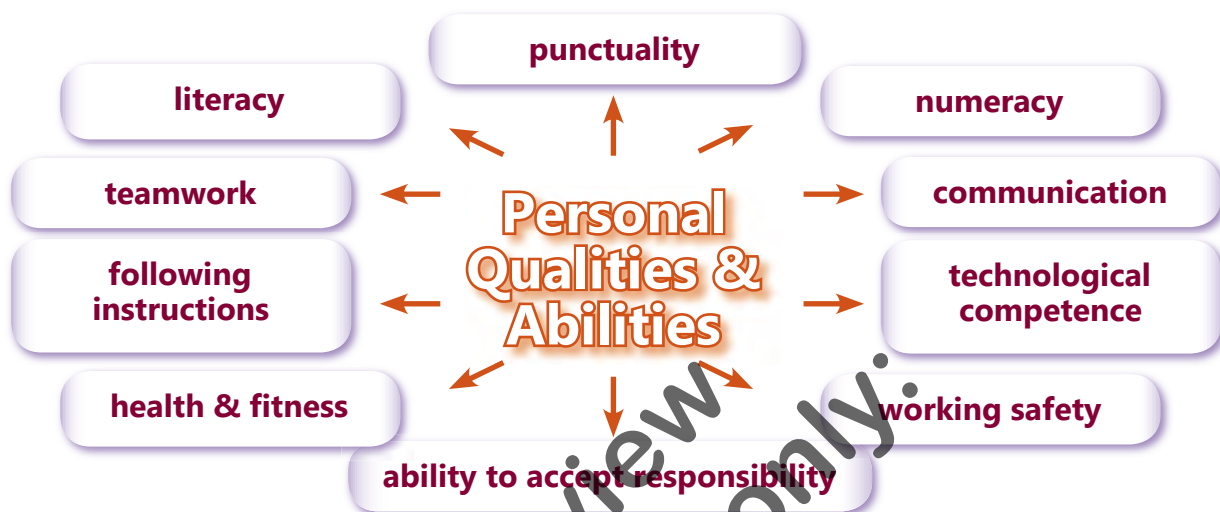 punctuality
literacy
numeracy
teamwork
communication
Personal
Qualities &
Abilities
following
instructions
technological
competence
health & fitness
working safety
ability to accept responsibility
view
only: